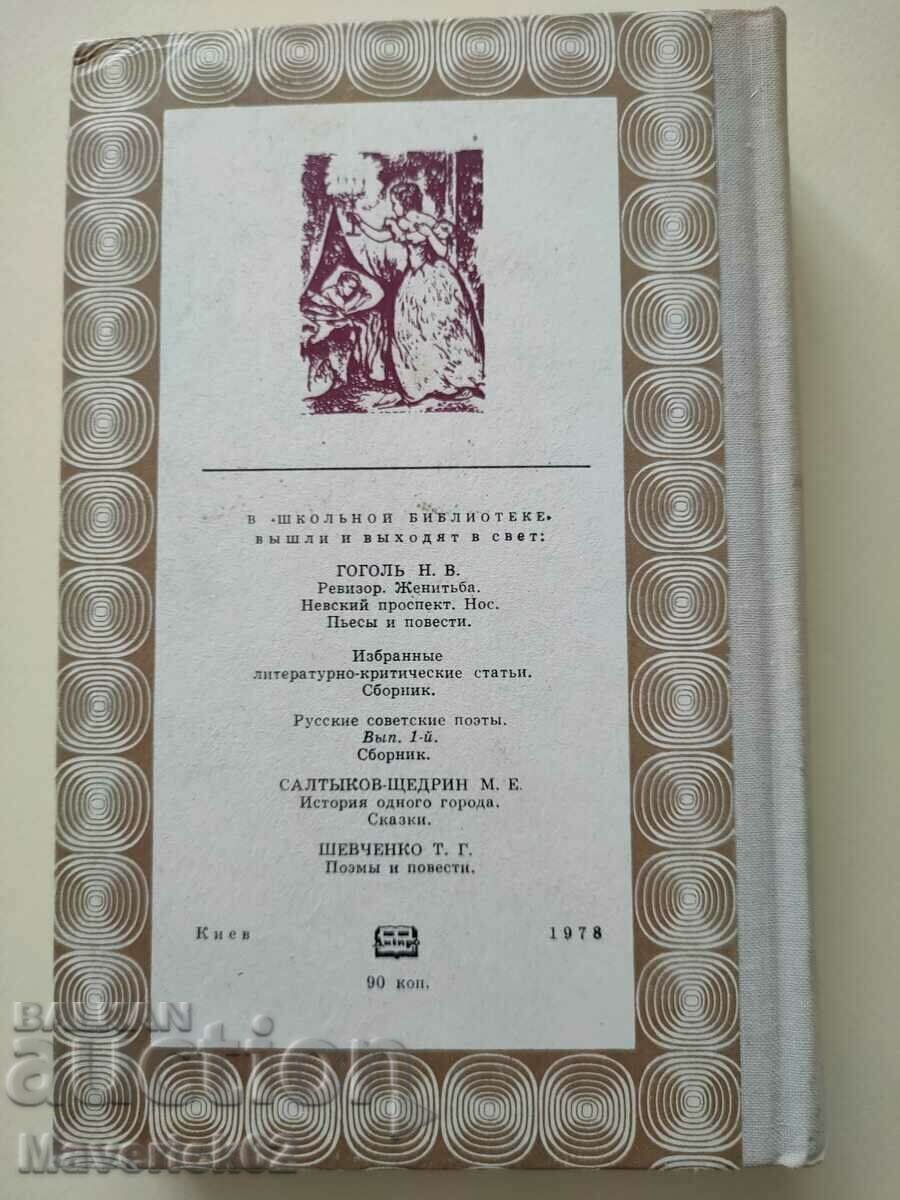 В «ШКОЛЬНОЙ БИБЛИОТЕКЕ»
ВЫШЛИ И ВЫХОДЯТ В СВЕТ:
ГОГОЛЬ Н. В.
Ревизор. Женитьба.
Невский проспект. Нос.
Пьесы и повести.
Избранные
литературно-критические статьи.
Сборник.
Русские советские поэты.
Вып. 1-й.
Сборник.
САЛТЫКОВ-ЩЕДРИН М. Е.
История одного города.
Сказки.
ШЕВЧЕНКО Т. Г.
Поэмы и повести.
Киев 1978
90 коп.
BALKAN
auction
Maverick62